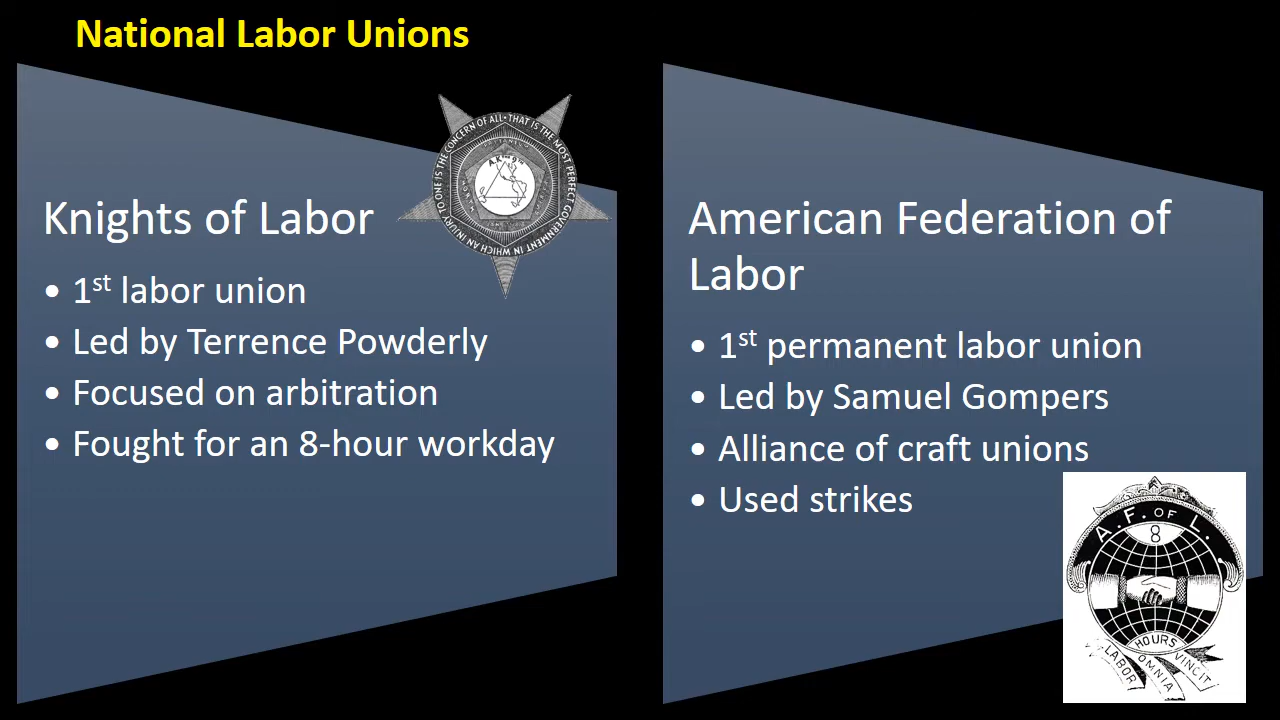 National Labor Unions
Knights of Labor
• 1st labor union
• Led by Terrence Powderly
• Focused on arbitration
• Fought for an 8-hour workday
THAT IS THE MOST PERFECT GOVERNMENT IN WHICH AN INJURY TO ONE IS THE CONCERN OF ALL
American Federation of
Labor
• 1st permanent labor union
• Led by Samuel Gompers
• Alliance of craft unions
• Used strikes
A. F. OF L.
8
HOURS
LABOR OMNIA VINCIT